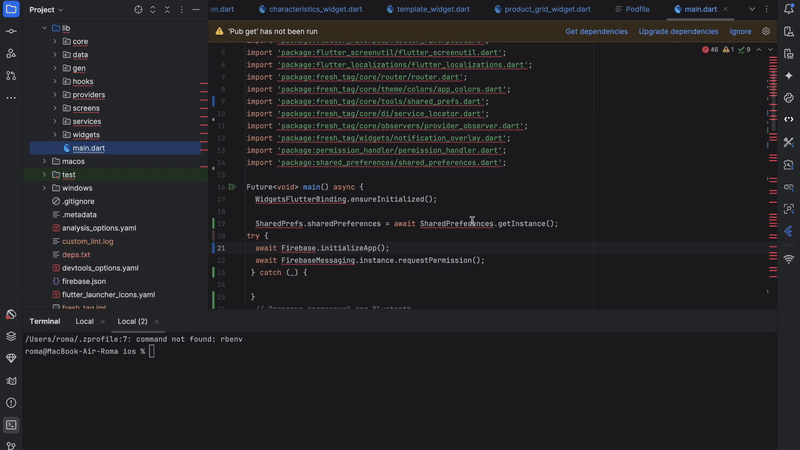 Project
lib
core
data
gen
hooks
providers
screens
services
widgets
main.dart
macos
test
windows
.gitignore
.metadata
analysis_options.yaml
custom_lint.log
deps.txt
devtools_options.yaml
firebase.json
flutter_launcher_icons.yaml
fresh_tag.iml
characteristics_widget.dart
template_widget.dart
product_grid_widget.dart
Podfile
main.dart
'Pub get' has not been run
Get dependencies
Upgrade dependencies
Ignore
46 1 9
5 import 'package:flutter_screenutil/flutter_screenutil.dart';
6 import 'package:flutter_localizations/flutter_localizations.dart';
7 import 'package:fresh_tag/core/router/router.dart';
8 import 'package:fresh_tag/core/theme/colors/app_colors.dart';
9 import 'package:fresh_tag/core/tools/shared_prefs.dart';
10 import 'package:fresh_tag/core/di/service_locator.dart';
11 import 'package:fresh_tag/core/observers/provider_observer.dart';
12 import 'package:fresh_tag/widgets/notification_overlay.dart';
13 import 'package:permission_handler/permission_handler.dart';
14 import 'package:shared_preferences/shared_preferences.dart';
15
16 Future<void> main() async {
17 WidgetsFlutterBinding.ensureInitialized();
18
19 SharedPrefs.sharedPreferences = await SharedPreferences.getInstance();
20 try {
21 await Firebase.initializeApp();
22 await FirebaseMessaging.instance.requestPermission();
23 } catch (_) {
25 }
Terminal
Local
Local (2)
/Users/roma/.zprofile:7: command not found: rbenv
roma@MacBook-Air-Roma ios %